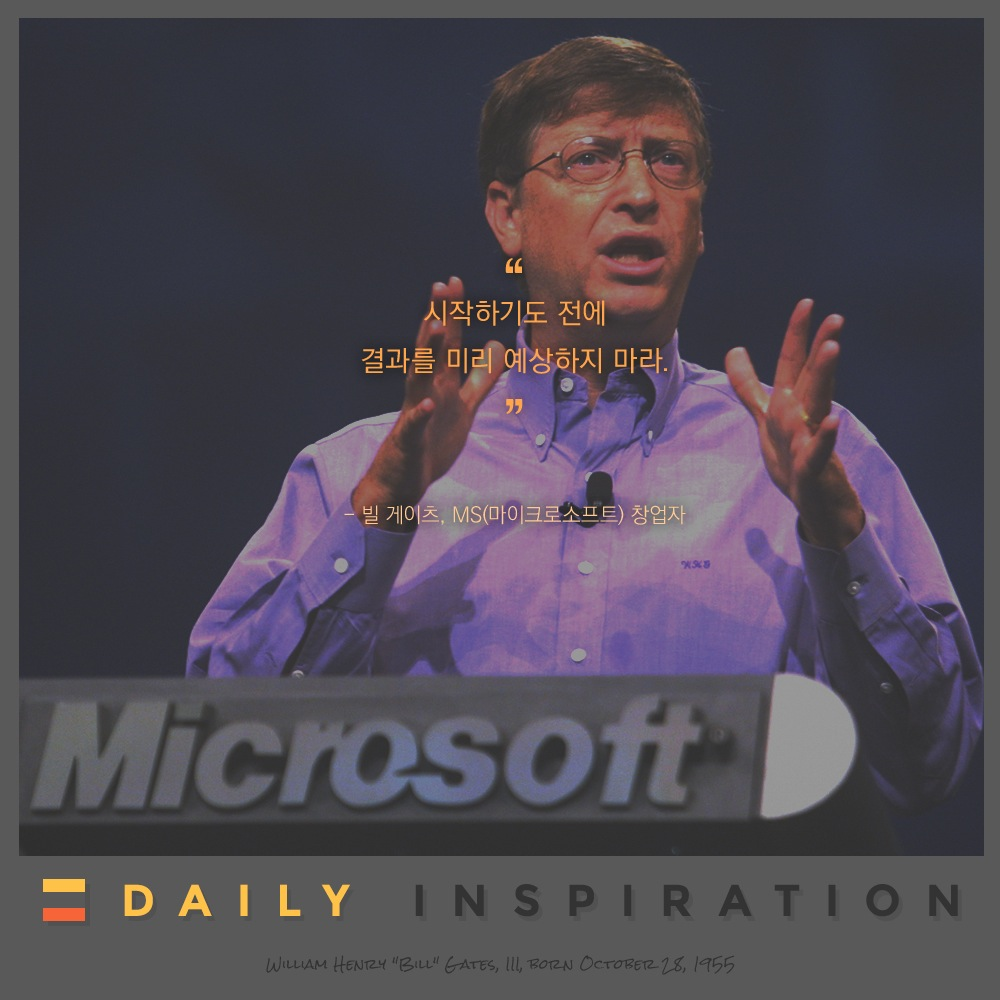 “
시작하기도 전에
결과를 미리 예상하지 마라.
”
– 빌 게이츠, MS(마이크로소프트) 창업자
WHG
Microsoft
DAILY INSPIRATION
William Henry "Bill" Gates, III, born October 28, 1955